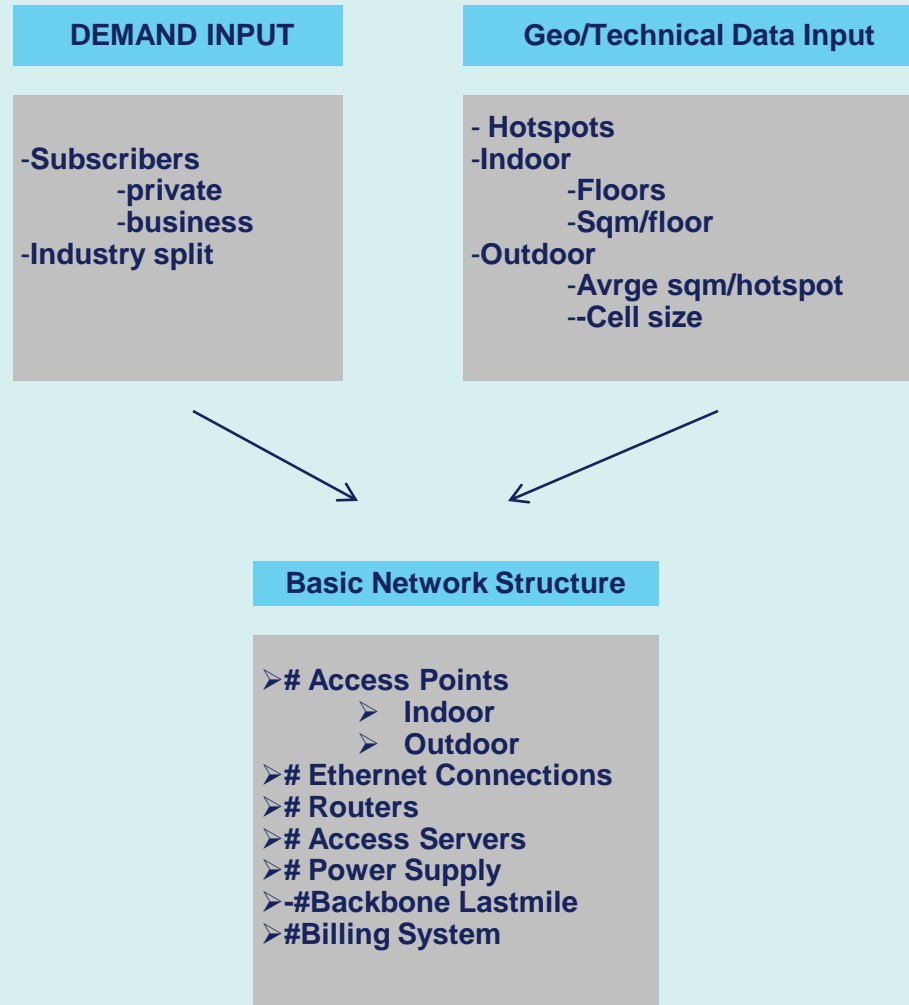 DEMAND INPUT
-Subscribers
-private
-business
-Industry split
Geo/Technical Data Input
- Hotspots
-Indoor
-Floors
-Sqm/floor
-Outdoor
-Avrge sqm/hotspot
--Cell size
Basic Network Structure
➢# Access Points
➢ Indoor
➢ Outdoor
➢# Ethernet Connections
➢# Routers
➢# Access Servers
➢# Power Supply
➢-#Backbone Lastmile
➢#Billing System